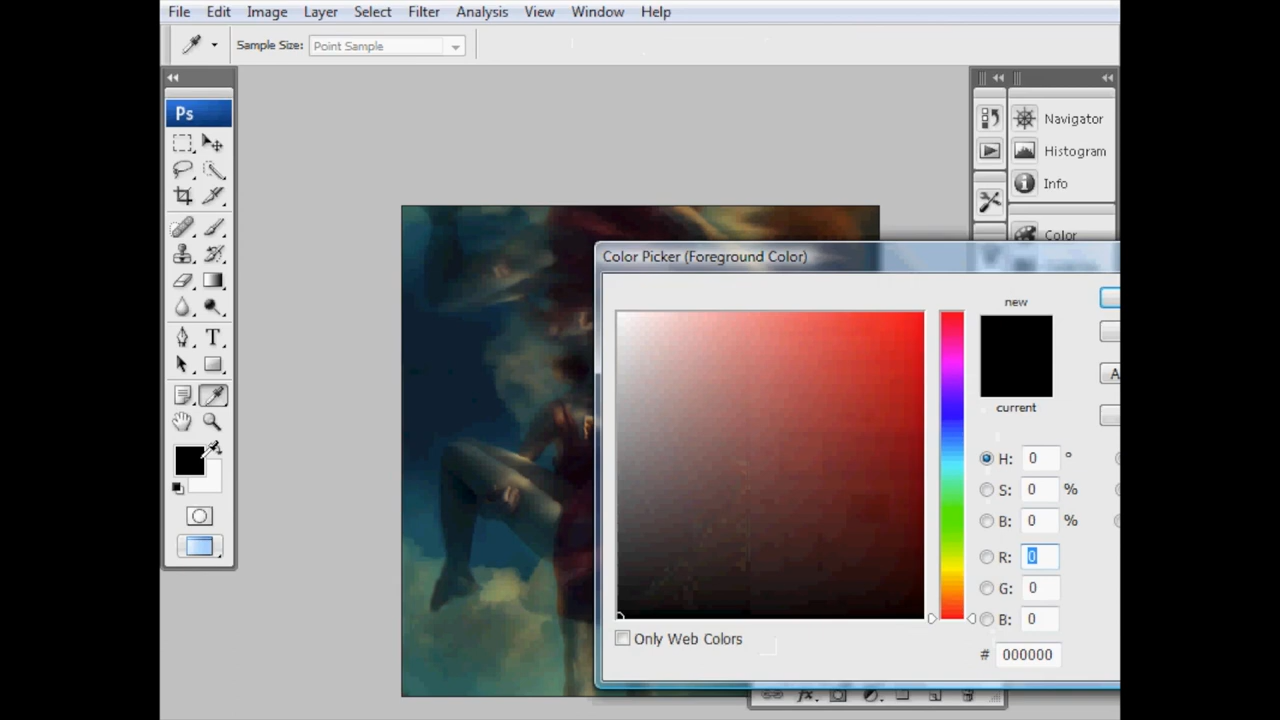 File Edit Image Layer Select Filter Analysis View Window Help
Sample Size: Point Sample
Ps
Navigator
Histogram
Info
Color
Color Picker (Foreground Color)
new
current
A
H: 0 °
S: 0 %
B: 0 %
R: 0
G: 0
B: 0
# 000000
Only Web Colors
T
fx